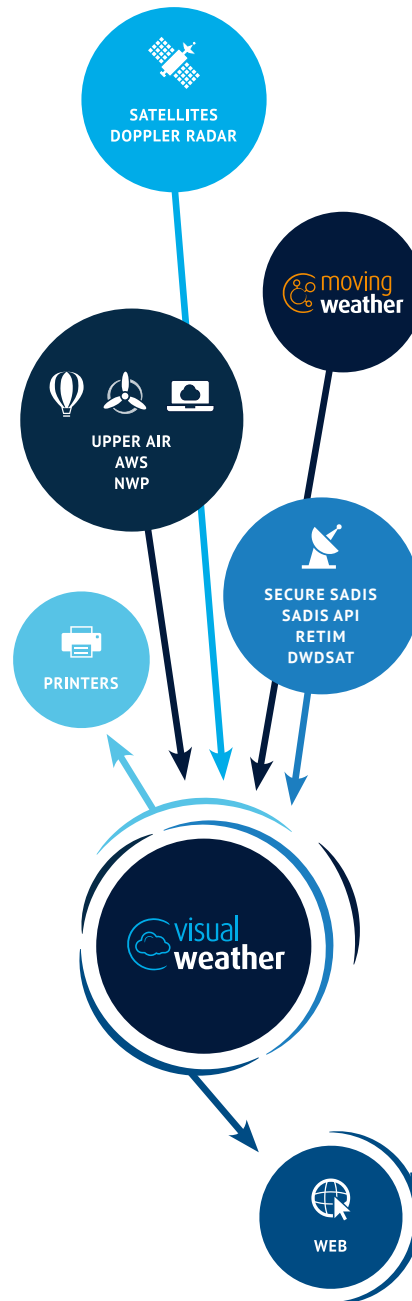 SATELLITES
DOPPLER RADAR
moving
weather
UPPER AIR
AWS
NWP
SECURE SADIS
SADIS API
RETIM
DWDSAT
PRINTERS
visual
weather
WEB